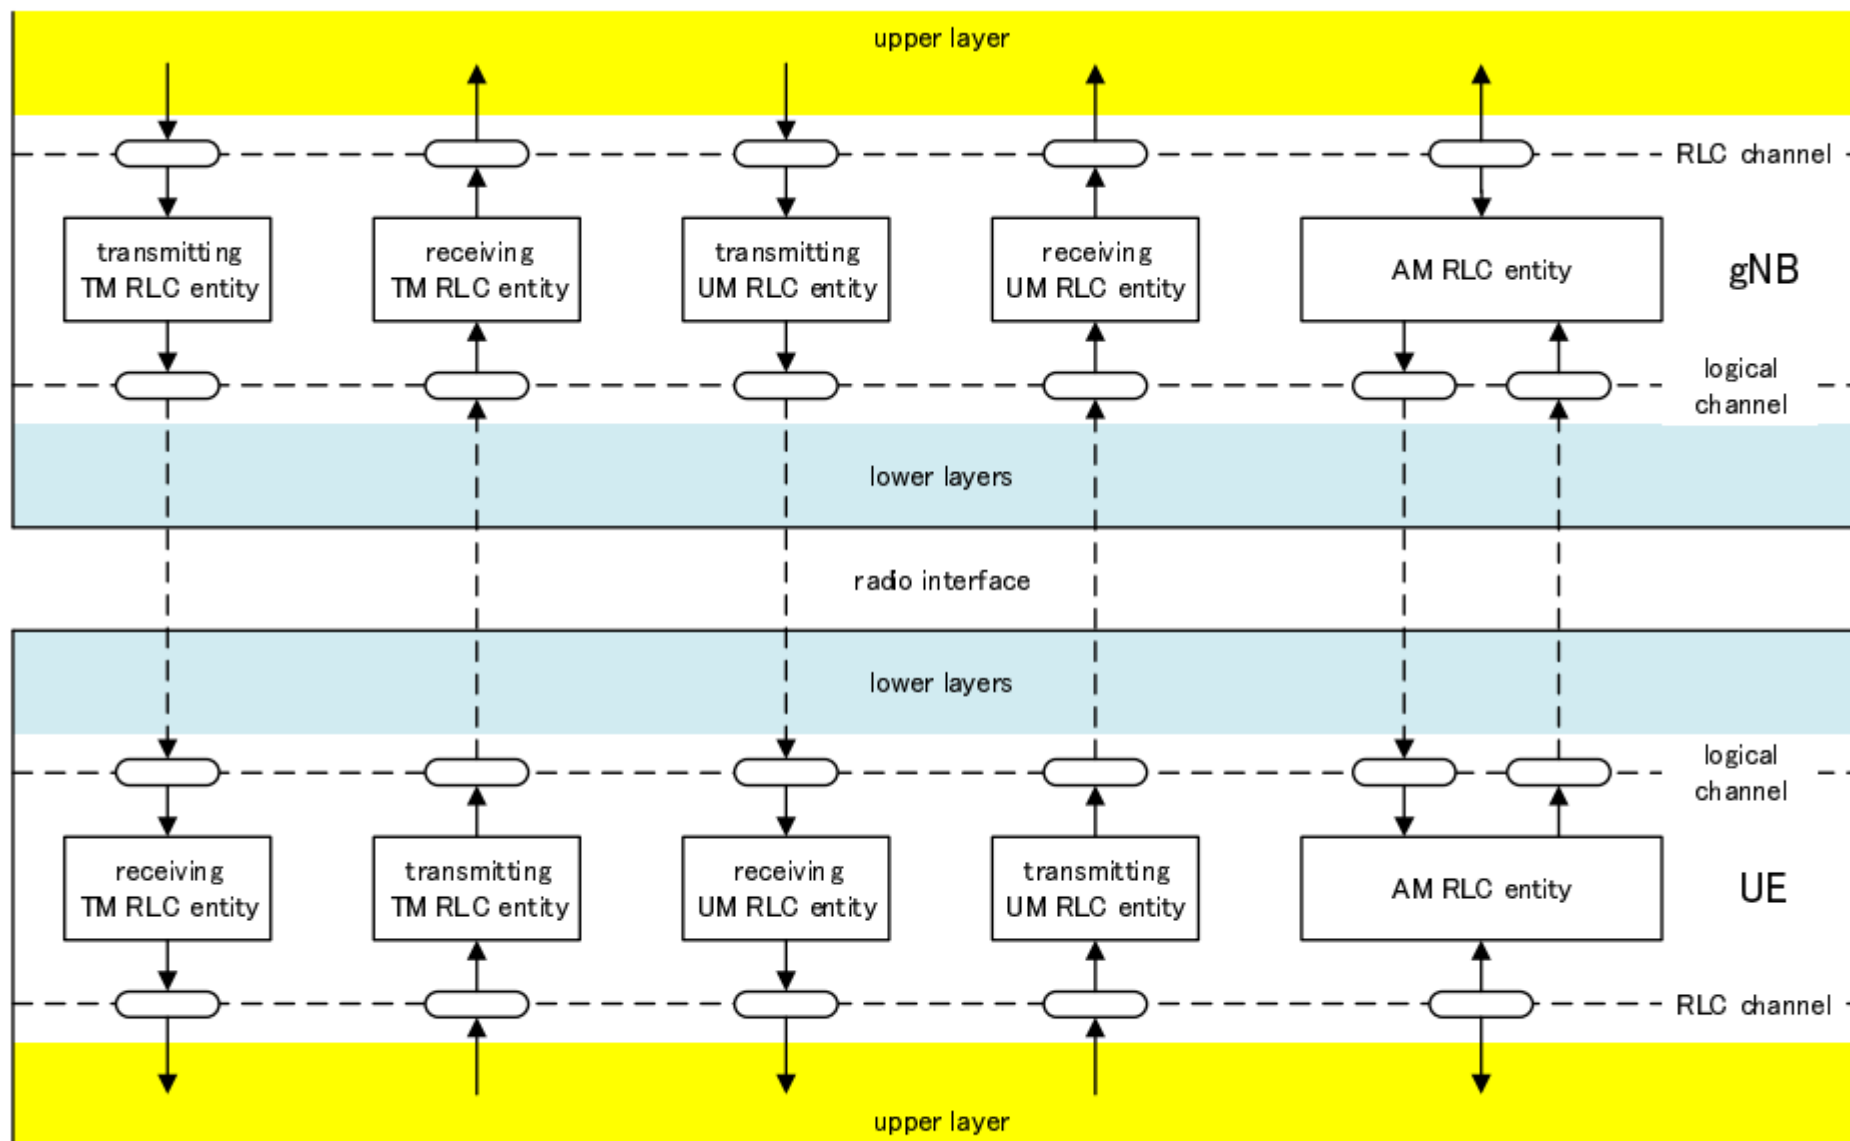 upper layer
RLC channel
transmitting
TM RLC entity
receiving
TM RLC entity
transmitting
UM RLC entity
receiving
UM RLC entity
AM RLC entity
gNB
logical
channel
lower layers
radio interface
lower layers
logical
channel
receiving
TM RLC entity
transmitting
TM RLC entity
receiving
UM RLC entity
transmitting
UM RLC entity
AM RLC entity
UE
RLC channel
upper layer